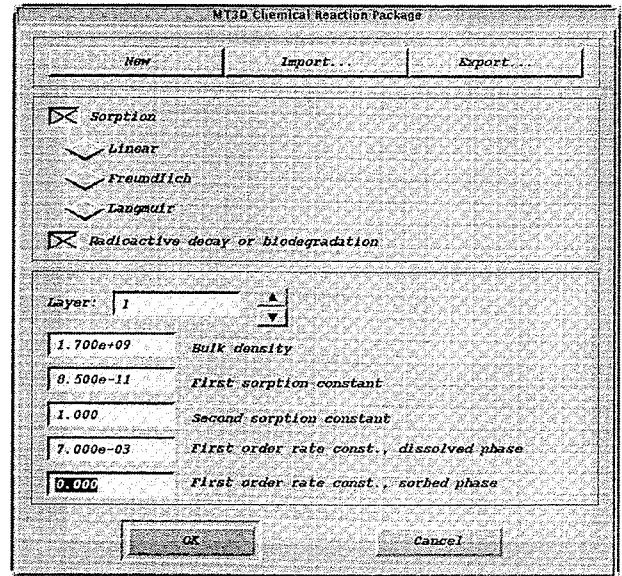 MT3D Chemical Reaction Package
New Import... Export...
Sorption
Linear
Freundlich
Langmuir
Radioactive decay or biodegradation
Layer: 1
1.700e+09 Bulk density
8.500e-11 First sorption constant
1.000 Second sorption constant
7.000e-03 First order rate const., dissolved phase
0.000 First order rate const., sorbed phase
OK Cancel